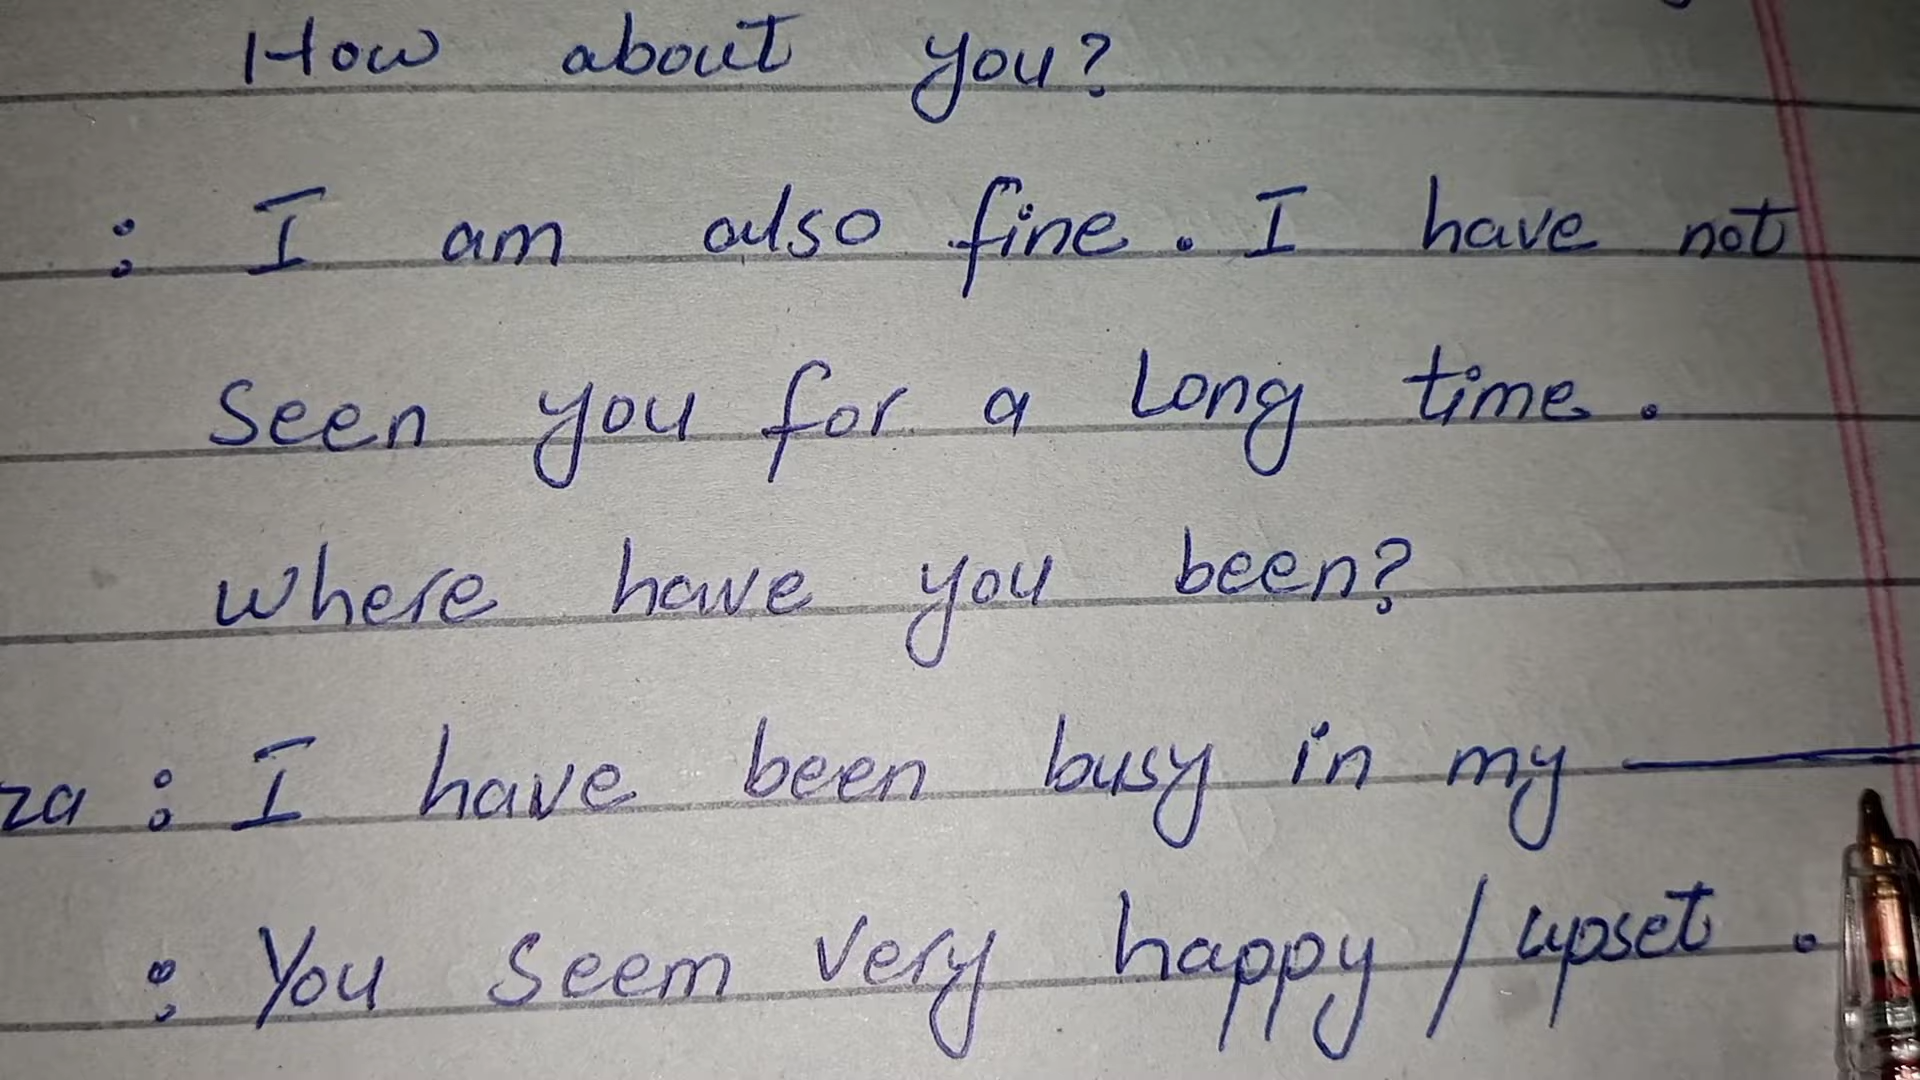 How about you?
: I am also fine. I have not
Seen you for a Long time.
Where have you been?
za : I have been busy in my ___
: You Seem very happy / upset.